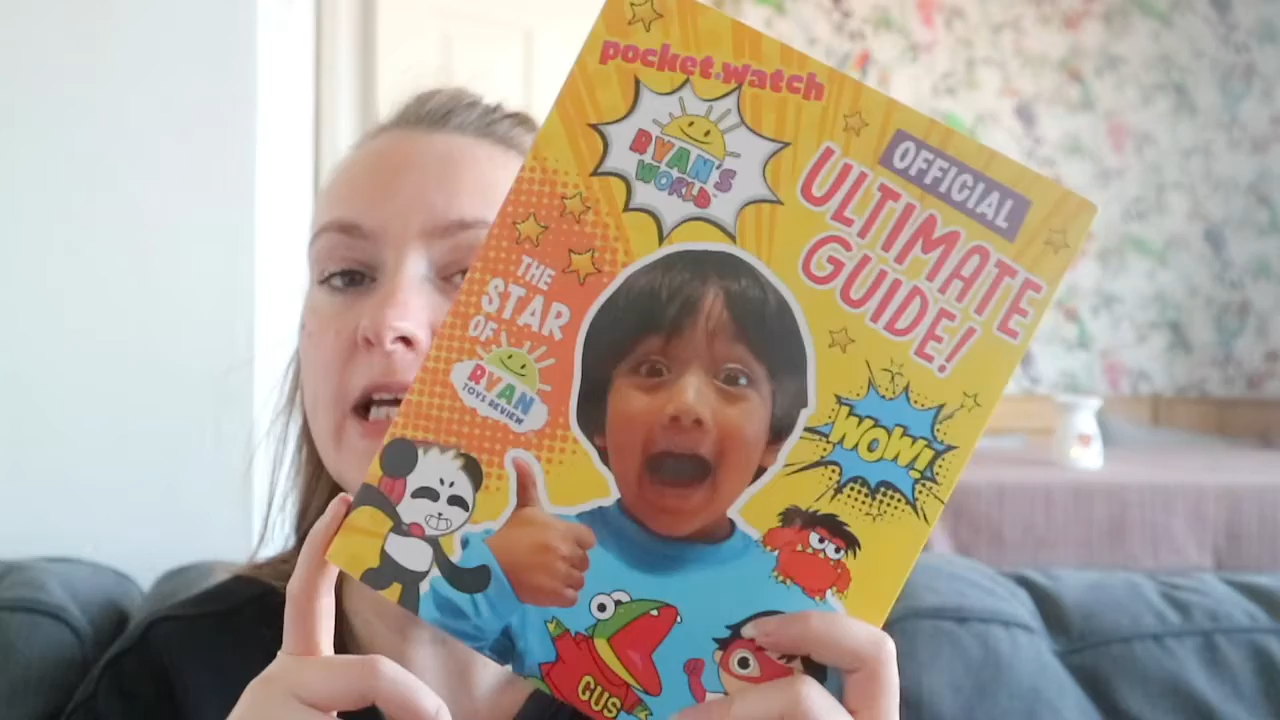 pocket.watch
RYAN'S
WORLD
OFFICIAL
ULTIMATE
GUIDE!
THE
STAR
OF
RYAN
TOYS REVIEW
WOW!
GUS